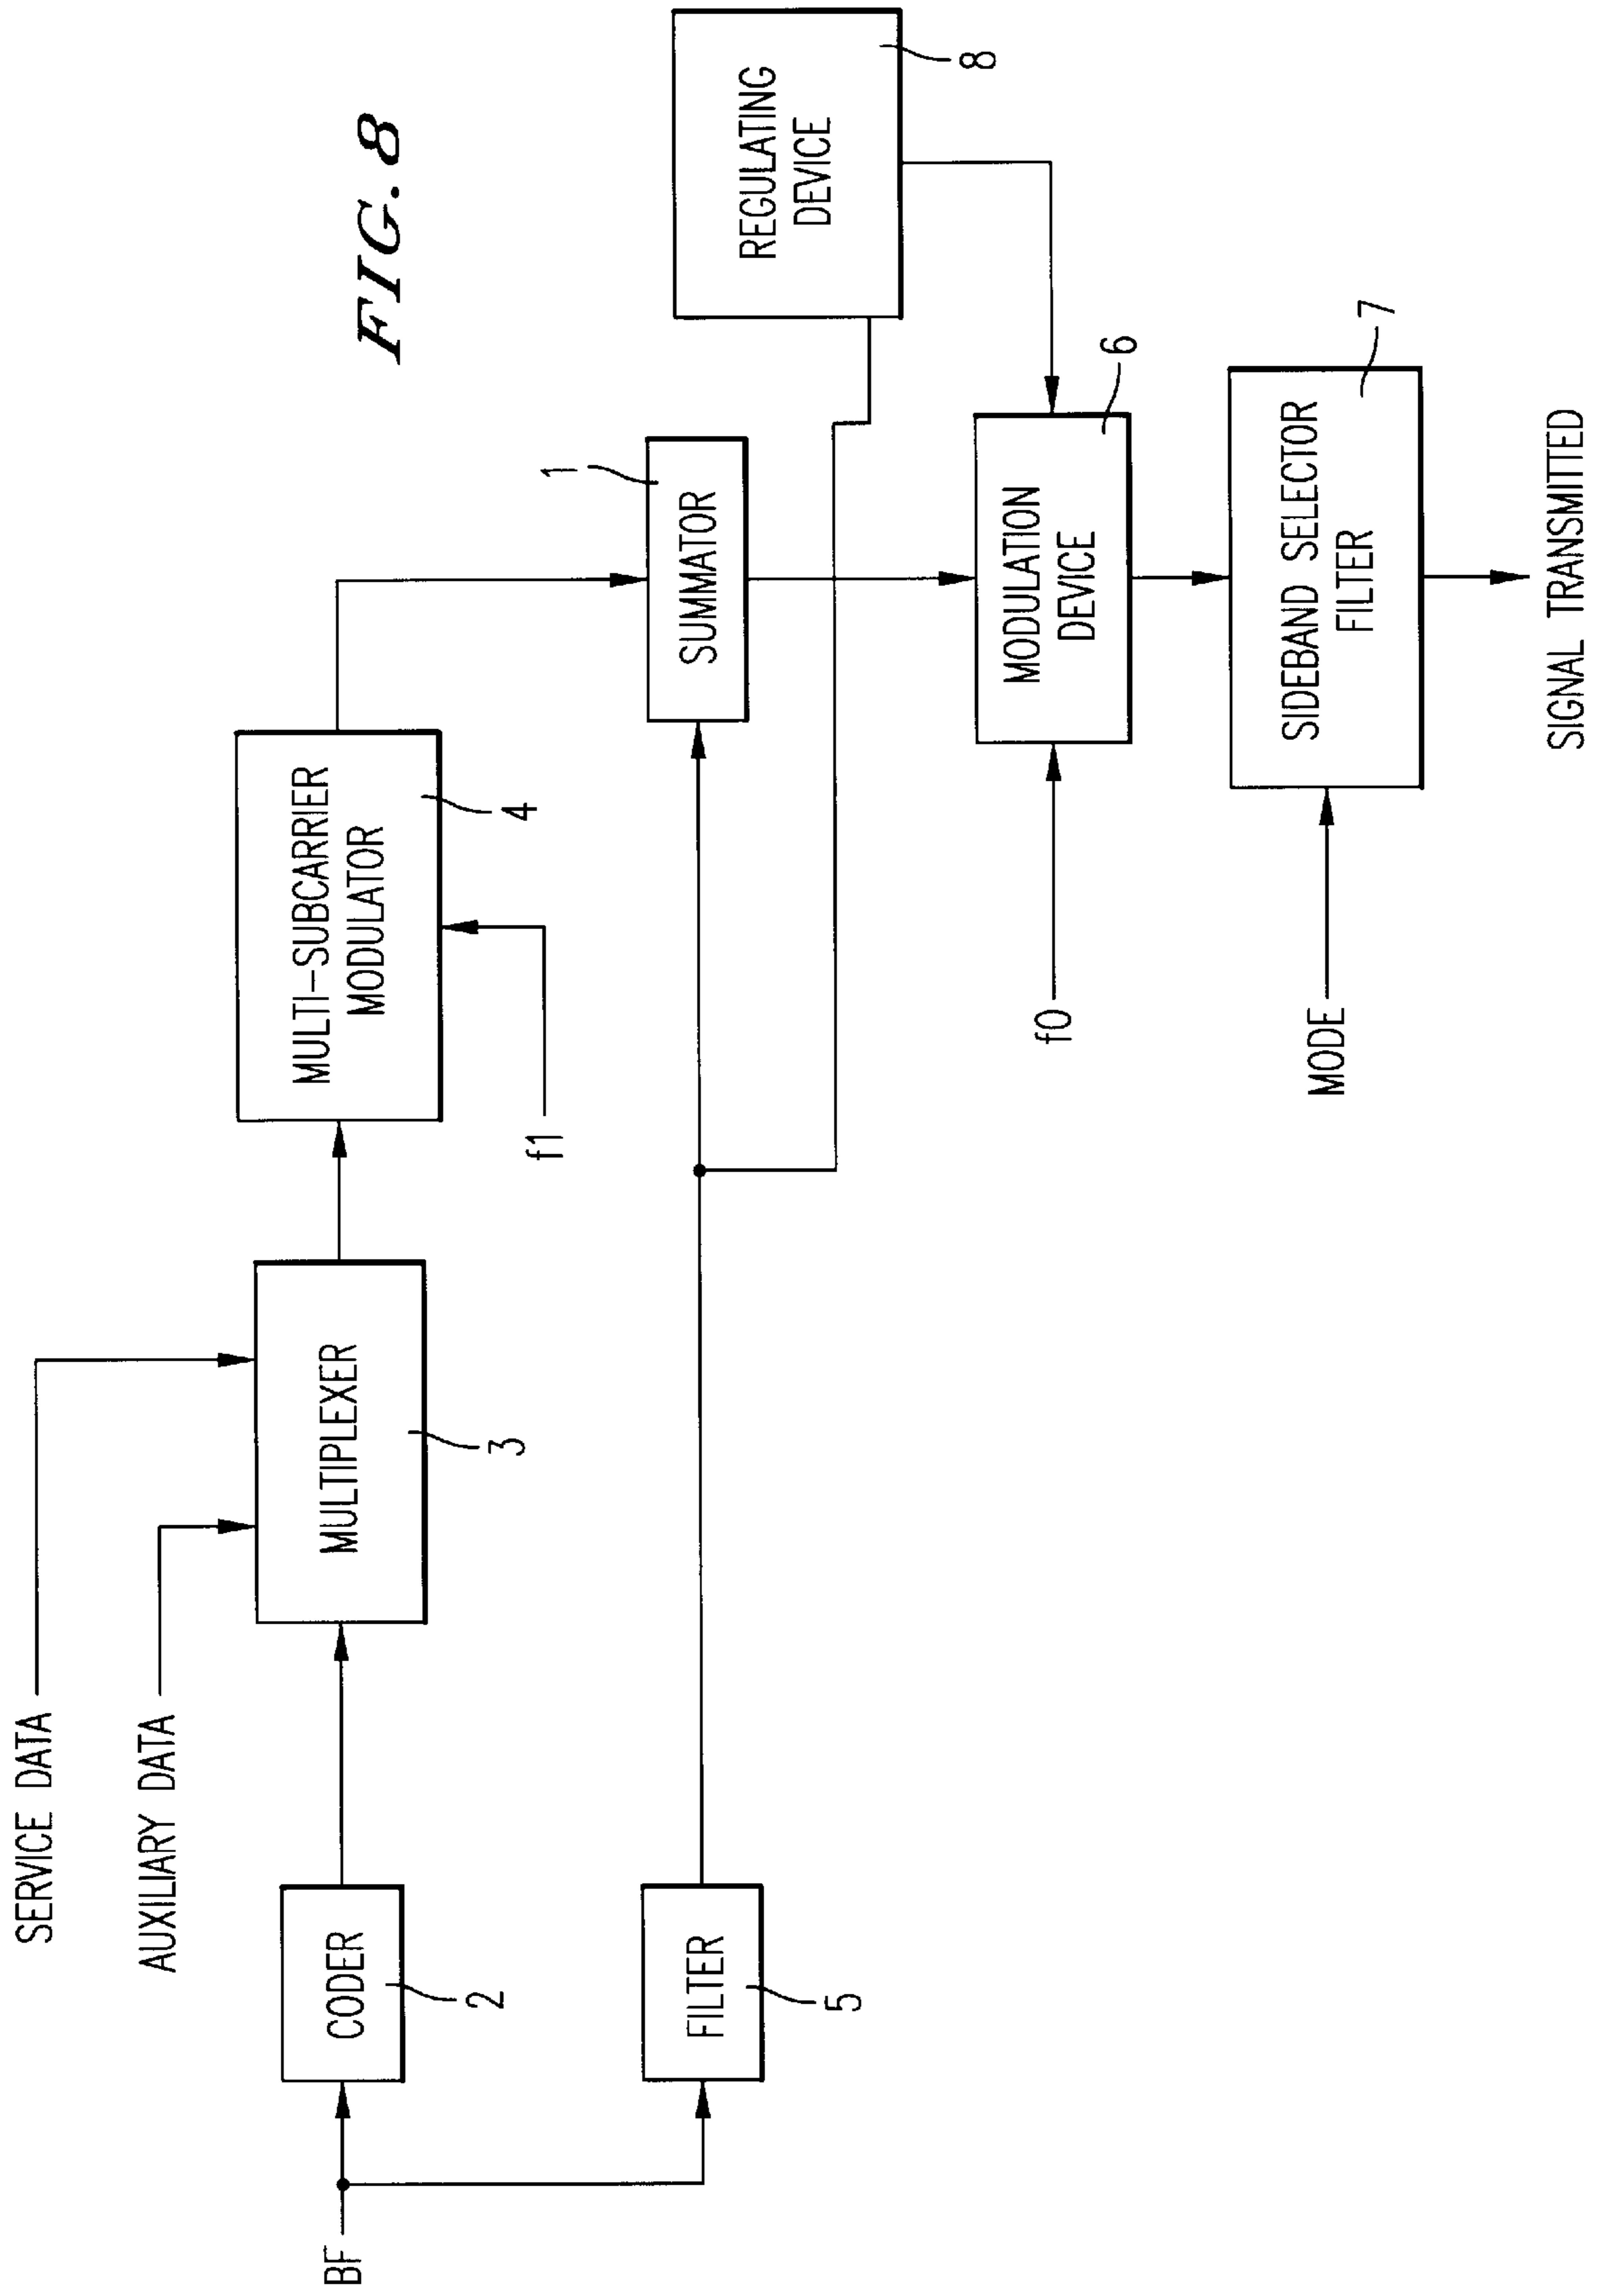 FIG. 8
SERVICE DATA
AUXILIARY DATA
BF
CODER
2
MULTIPLEXER
3
MULTI-SUBCARRIER
MODULATOR
4
f1
FILTER
5
SUMMATOR
1
REGULATING
DEVICE
8
f0
MODULATION
DEVICE
6
MODE
SIDEBAND SELECTOR
FILTER
7
SIGNAL TRANSMITTED